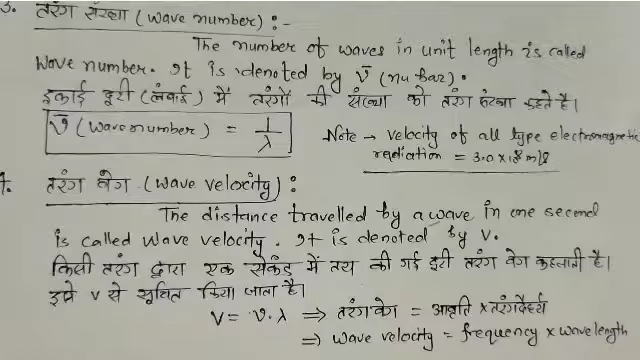 3. तरंग संख्या (wave number) :-
The number of waves in unit length is called
wave number. It is denoted by ν̄ (nu bar).
इकाई दूरी (लंबाई) में तरंगों की संख्या को तरंग संख्या कहते है।
ν̄ (wavenumber) = 1/λ
Note → velocity of all type electromagnetic
radiation = 3.0 × 10⁸ m/s
तरंग वेग (wave velocity) :
The distance travelled by a wave in one second
is called wave velocity. It is denoted by v.
किसी तरंग द्वारा एक सेकंड में तय की गई दूरी तरंग वेग कहलाती है।
इसे v से सूचित किया जाता है।
V = ν.λ ⇒ तरंग वेग = आवृति × तरंगदैर्ध्य
⇒ wave velocity = frequency × wavelength